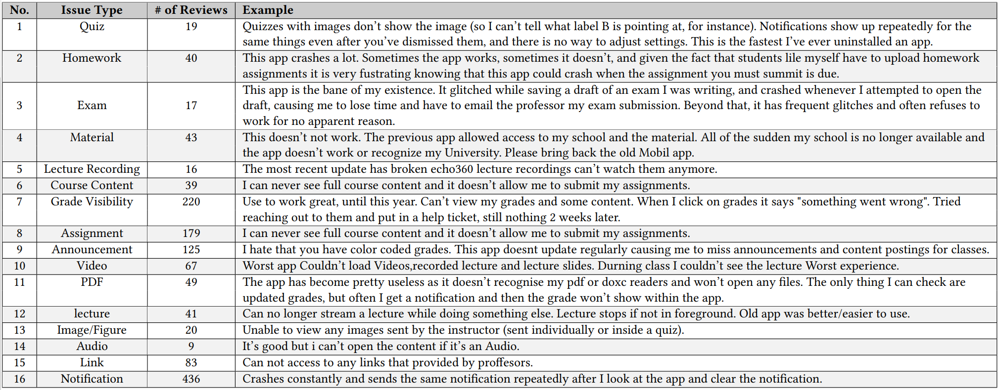 No. Issue Type # of Reviews Example
1 Quiz 19 Quizzes with images don't show the image (so I can't tell what label B is pointing at, for instance). Notifications show up repeatedly for the
same things even after you've dismissed them, and there is no way to adjust settings. This is the fastest I've ever uninstalled an app.
2 Homework 40 This app crashes a lot. Sometimes the app works, sometimes it doesn't, and given the fact that students lile myself have to upload homework
assignments it is very fustrating knowing that this app could crash when the assignment you must summit is due.
This app is the bane of my existence. It glitched while saving a draft of an exam I was writing, and crashed whenever I attempted to open the
3 Exam 17 draft, causing me to lose time and have to email the professor my exam submission. Beyond that, it has frequent glitches and often refuses to
work for no apparent reason.
4 Material 43 This doesn't not work. The previous app allowed access to my school and the material. All of the sudden my school is no longer available and
the app doesn't work or recognize my University. Please bring back the old Mobil app.
5 Lecture Recording 16 The most recent update has broken echo360 lecture recordings can't watch them anymore.
6 Course Content 39 I can never see full course content and it doesn't allow me to submit my assignments.
7 Grade Visibility 220 Use to work great, until this year. Can't view my grades and some content. When I click on grades it says "something went wrong". Tried
reaching out to them and put in a help ticket, still nothing 2 weeks later.
8 Assignment 179 I can never see full course content and it doesn't allow me to submit my assignments.
9 Announcement 125 I hate that you have color coded grades. This app doesnt update regularly causing me to miss announcements and content postings for classes.
10 Video 67 Worst app Couldn't load Videos,recorded lecture and lecture slides. Durning class I couldn't see the lecture Worst experience.
11 PDF 49 The app has become pretty useless as it doesn't recognise my pdf or doxc readers and won't open any files. The only thing I can check are
updated grades, but often I get a notification and then the grade won't show within the app.
12 lecture 41 Can no longer stream a lecture while doing something else. Lecture stops if not in foreground. Old app was better/easier to use.
13 Image/Figure 20 Unable to view any images sent by the instructor (sent individually or inside a quiz).
14 Audio 9 It's good but i can't open the content if it's an Audio.
15 Link 83 Can not access to any links that provided by proffesors.
16 Notification 436 Crashes constantly and sends the same notification repeatedly after I look at the app and clear the notification.